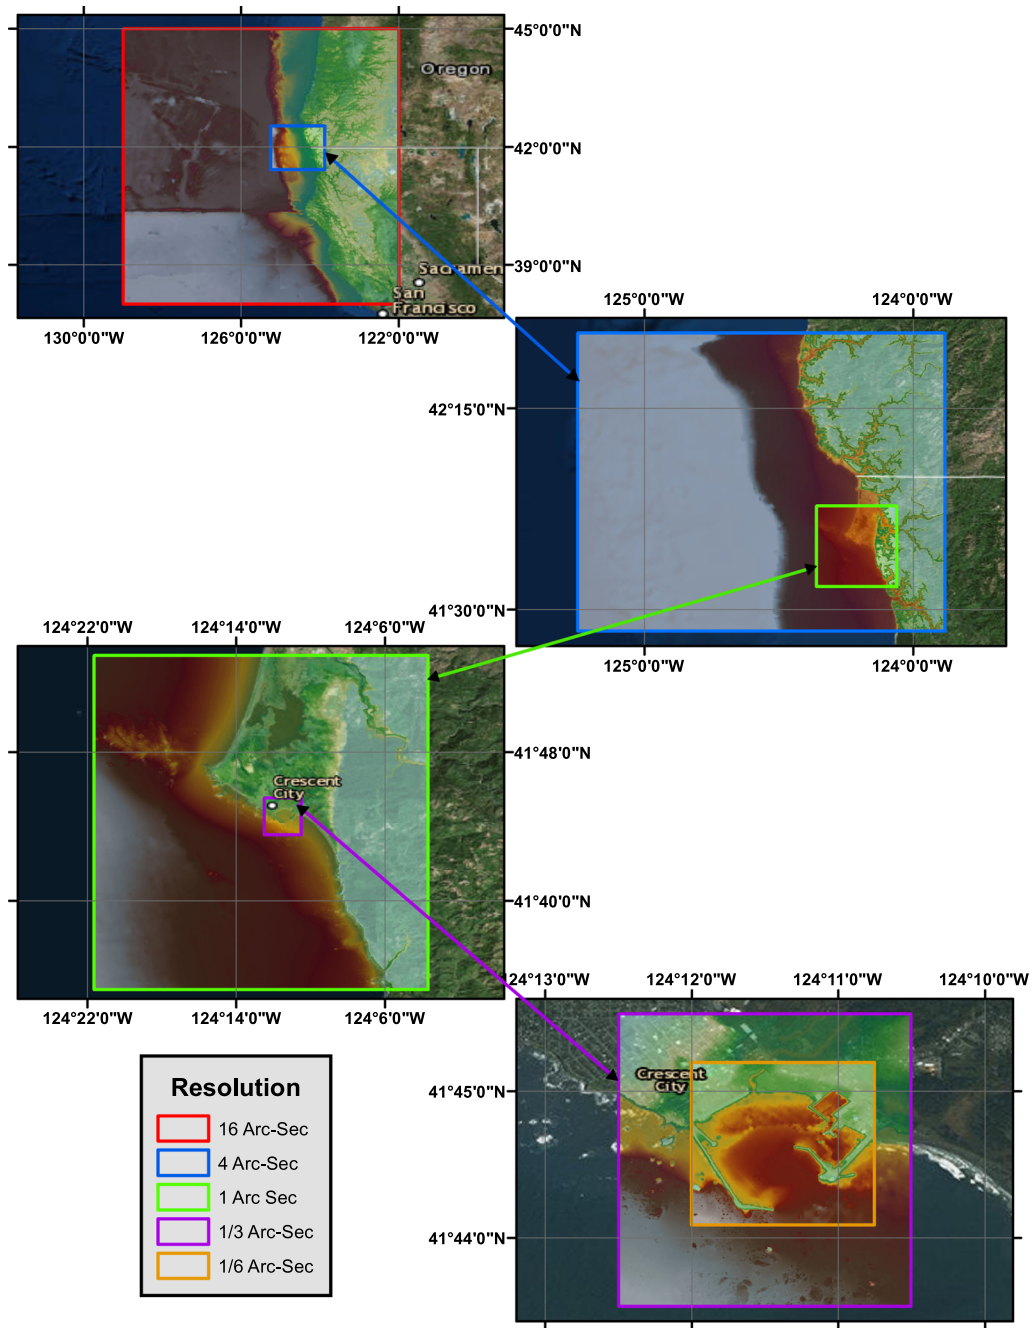 45°0'0"N
Oregon
42°0'0"N
39°0'0"N
Sacramen
San
Francisco
130°0'0"W
126°0'0"W
122°0'0"W
125°0'0"W
124°0'0"W
42°15'0"N
41°30'0"N
125°0'0"W
124°0'0"W
124°22'0"W
124°14'0"W
124°6'0"W
41°48'0"N
Crescent
City
41°40'0"N
124°22'0"W
124°14'0"W
124°6'0"W
124°13'0"W
124°12'0"W
124°11'0"W
124°10'0"W
41°45'0"N
Crescent
City
41°44'0"N
Resolution
16 Arc-Sec
4 Arc-Sec
1 Arc Sec
1/3 Arc-Sec
1/6 Arc-Sec